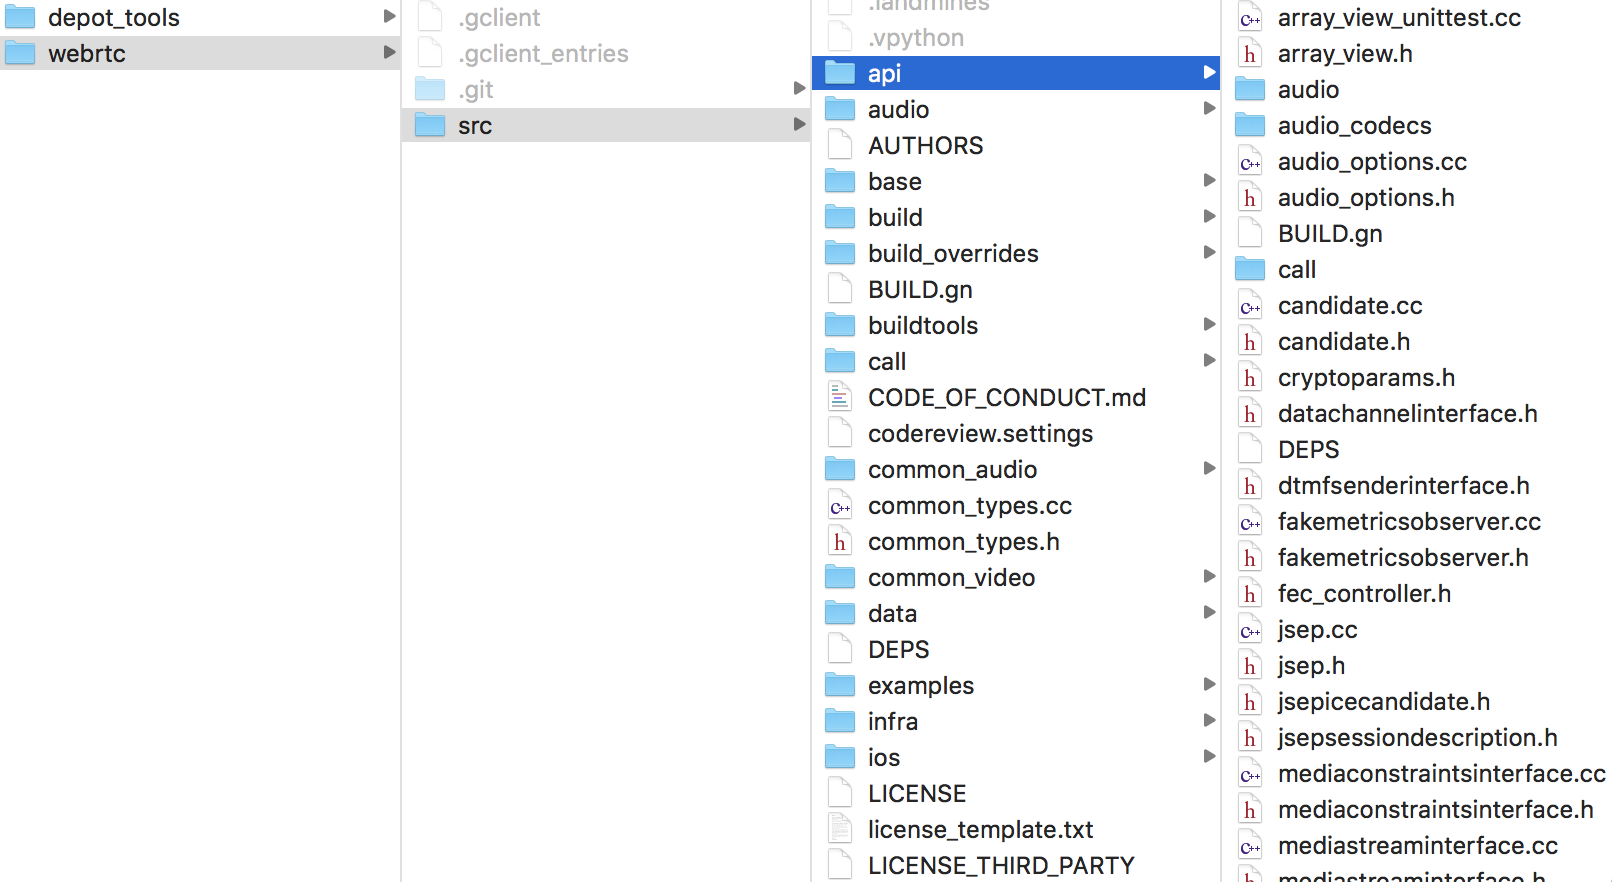 depot_tools
webrtc
.gclient
.gclient_entries
.git
src
.landmines
.vpython
api
audio
AUTHORS
base
build
build_overrides
BUILD.gn
buildtools
call
CODE_OF_CONDUCT.md
codereview.settings
common_audio
common_types.cc
common_types.h
common_video
data
DEPS
examples
infra
ios
LICENSE
license_template.txt
LICENSE_THIRD_PARTY
array_view_unittest.cc
array_view.h
audio
audio_codecs
audio_options.cc
audio_options.h
BUILD.gn
call
candidate.cc
candidate.h
cryptoparams.h
datachannelinterface.h
DEPS
dtmfsenderinterface.h
fakemetricsobserver.cc
fakemetricsobserver.h
fec_controller.h
jsep.cc
jsep.h
jsepicecandidate.h
jsepsessiondescription.h
mediaconstraintsinterface.cc
mediaconstraintsinterface.h
mediastreaminterface.cc
mediastreaminterface.h